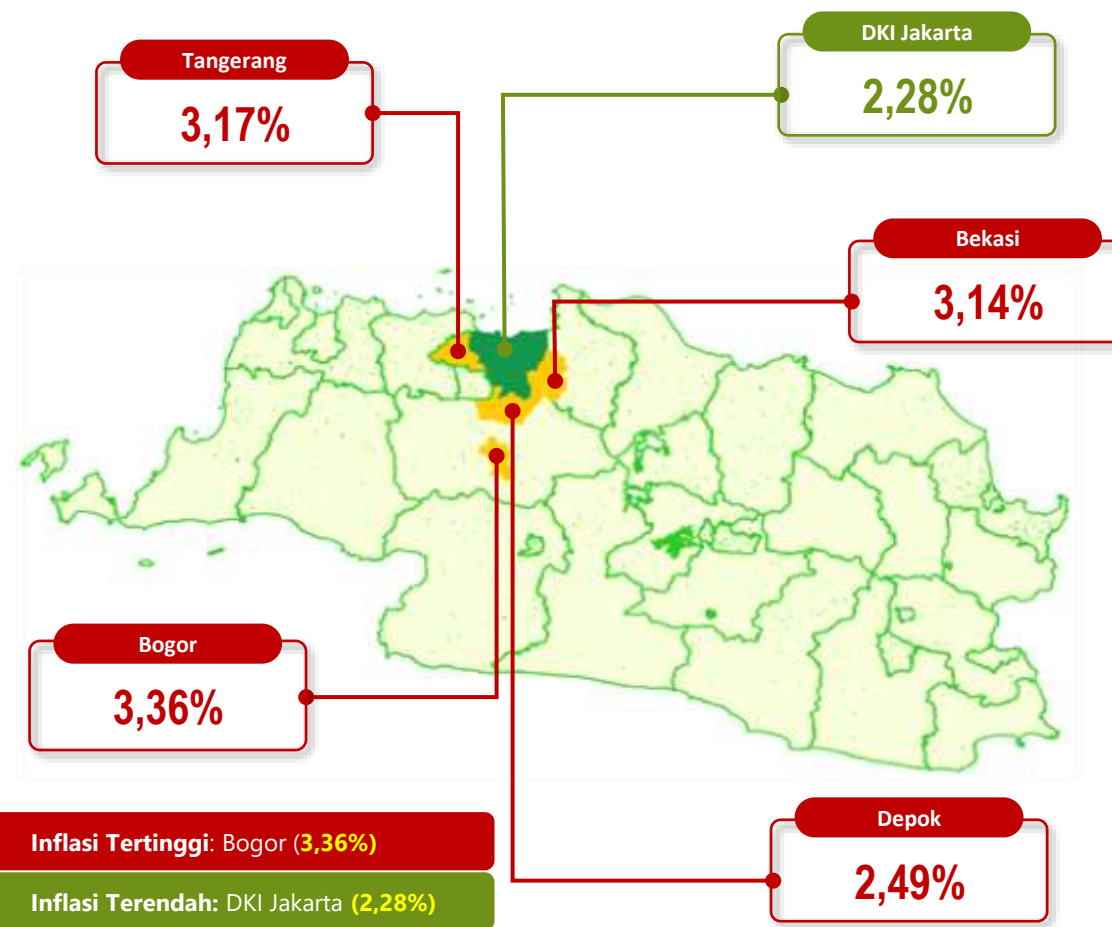 DKI Jakarta
2,28%
Tangerang
3,17%
Bekasi
3,14%
Bogor
3,36%
Depok
2,49%
Inflasi Tertinggi: Bogor (3,36%)
Inflasi Terendah: DKI Jakarta (2,28%)